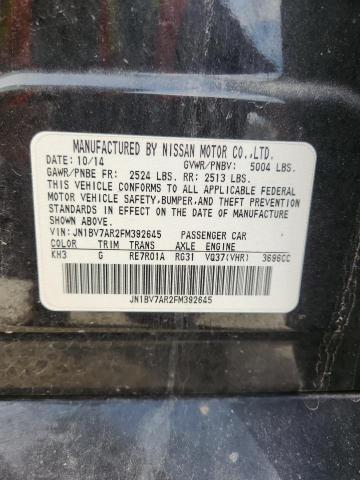 MANUFACTURED BY NISSAN MOTOR CO.,LTD.
DATE: 10/14 GVWR/PNBV: 5004 LBS.
GAWR/PNBE FR: 2524 LBS. RR: 2513 LBS.
THIS VEHICLE CONFORMS TO ALL APPLICABLE FEDERAL
MOTOR VEHICLE SAFETY, BUMPER, AND THEFT PREVENTION
STANDARDS IN EFFECT ON THE DATE OF MANUFACTURE
SHOWN ABOVE.
VIN: JN1BV7AR2FM392645 PASSENGER CAR
COLOR TRIM TRANS AXLE ENGINE
KH3 G RE7R01A RG31 VQ37(VHR) 3696CC
JN1BV7AR2FM392645